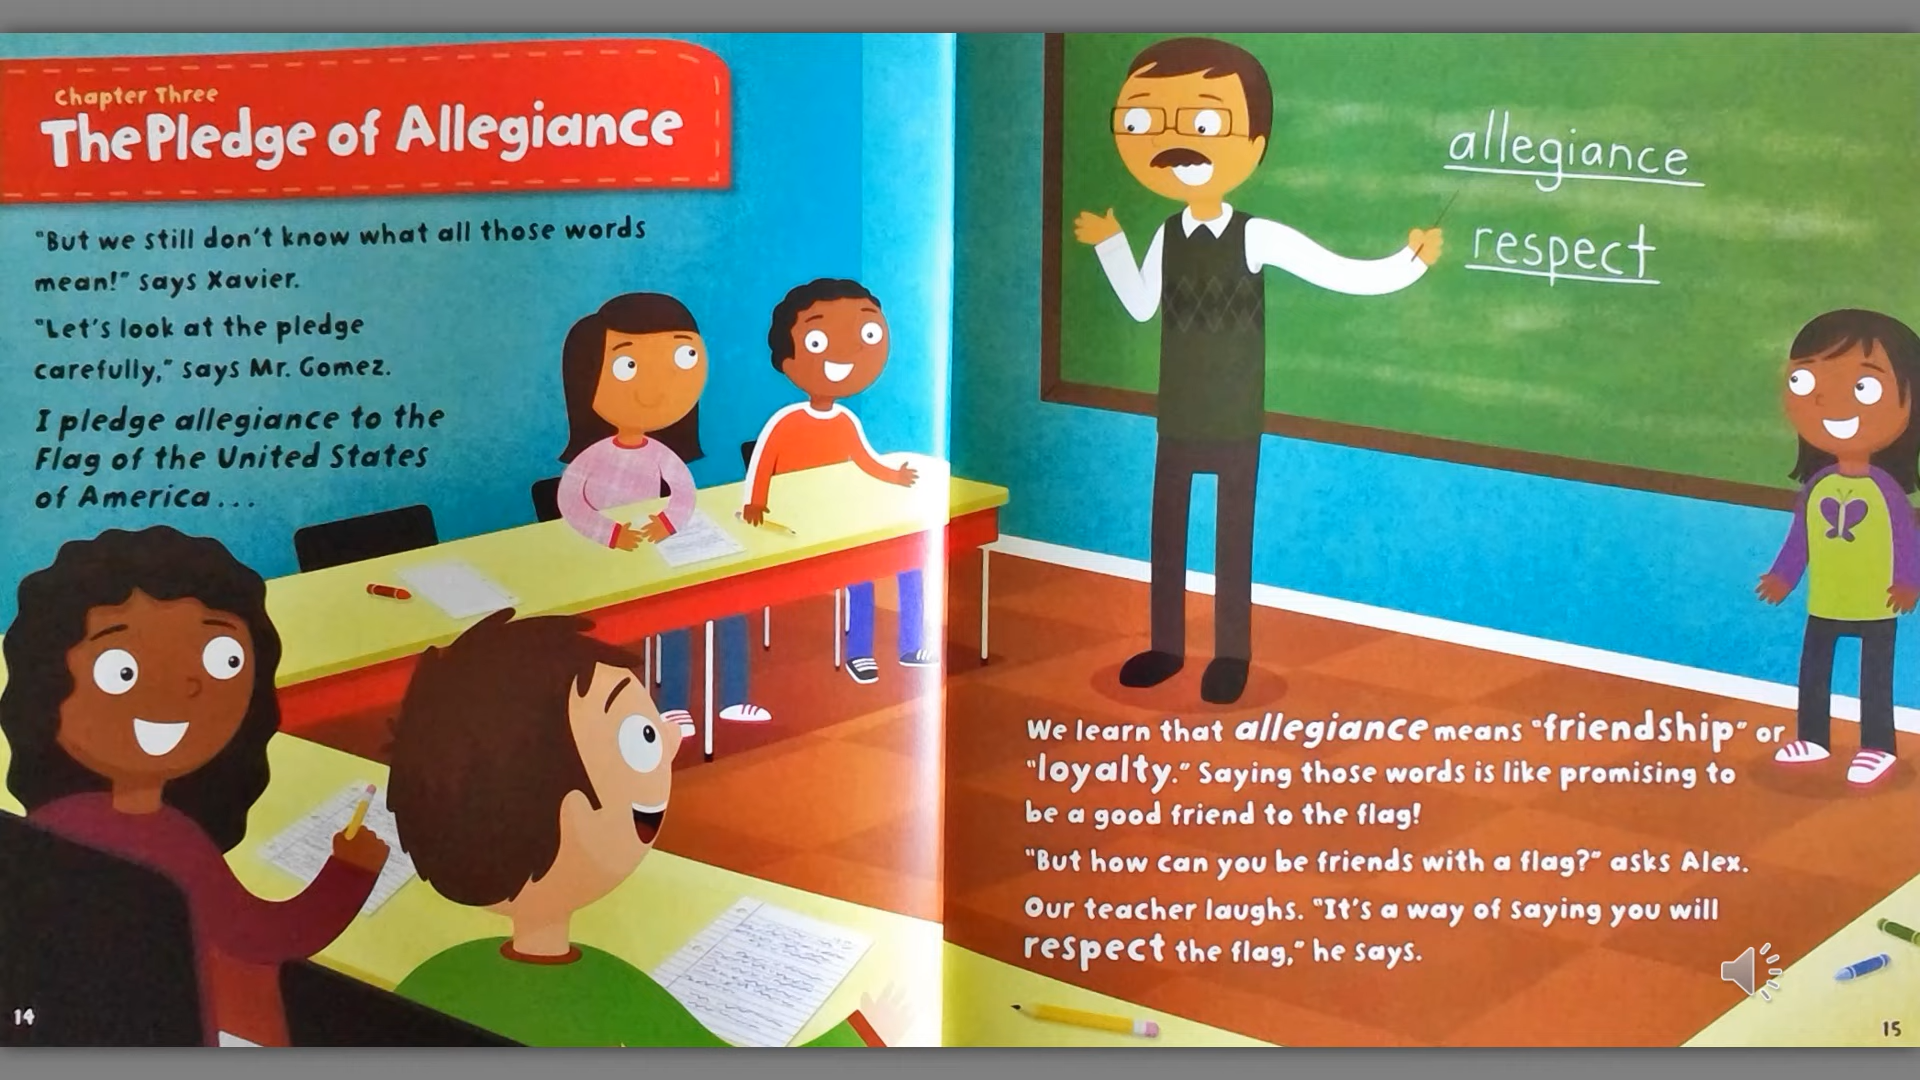 Chapter Three
The Pledge of Allegiance
"But we still don't know what all those words
mean!" says Xavier.
"Let's look at the pledge
carefully," says Mr. Gomez.
I pledge allegiance to the
Flag of the United States
of America . . .
14
allegiance
respect
We learn that allegiance means "friendship" or
"loyalty." Saying those words is like promising to
be a good friend to the flag!
"But how can you be friends with a flag?" asks Alex.
Our teacher laughs. "It's a way of saying you will
respect the flag," he says.
15